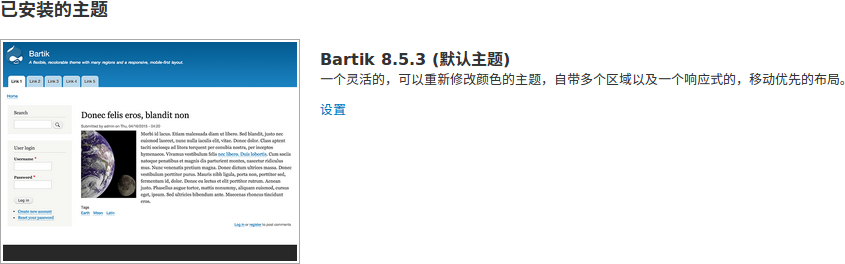 已安装的主题
Bartik
A flexible, recolorable theme with many regions and a responsive, mobile-first layout.
Link 1 Link 2 Link 3 Link 4 Link 5
Home
Search
User login
Username *
Password *
Log in
Create new account
Reset your password
Donec felis eros, blandit non
Submitted by admin on Thu, 04/16/2015 - 04:20
Morbi id lacus. Etiam malesuada diam ut libero. Sed blandit, justo nec
euismod laoreet, nunc nulla iaculis elit, vitae. Donec dolor. Class aptent
taciti sociosqu ad litora torquent per conubia nostra, per inceptos
hymenaeos. Vivamus vestibulum felis nec libero. Duis lobortis. Cum sociis
natoque penatibus et magnis dis parturient montes, nascetur ridiculus
mus. Nunc venenatis pretium magna. Donec dictum ultrices massa. Donec
vestibulum porttitor purus. Mauris nibh ligula, porta non, porttitor sed,
fermentum id, dolor. Donec eu lectus et elit porttitor rutrum. Aenean
justo. Phasellus augue tortor, mattis nonummy, aliquam euismod, cursus
eget, ipsum. Sed ultricies bibendum ante. Maecenas rhoncus tincidunt
eros.
Tags
Earth Moon Latin
Log in or register to post comments
Bartik 8.5.3 (默认主题)
一个灵活的，可以重新修改颜色的主题，自带多个区域以及一个响应式的，移动优先的布局。
设置